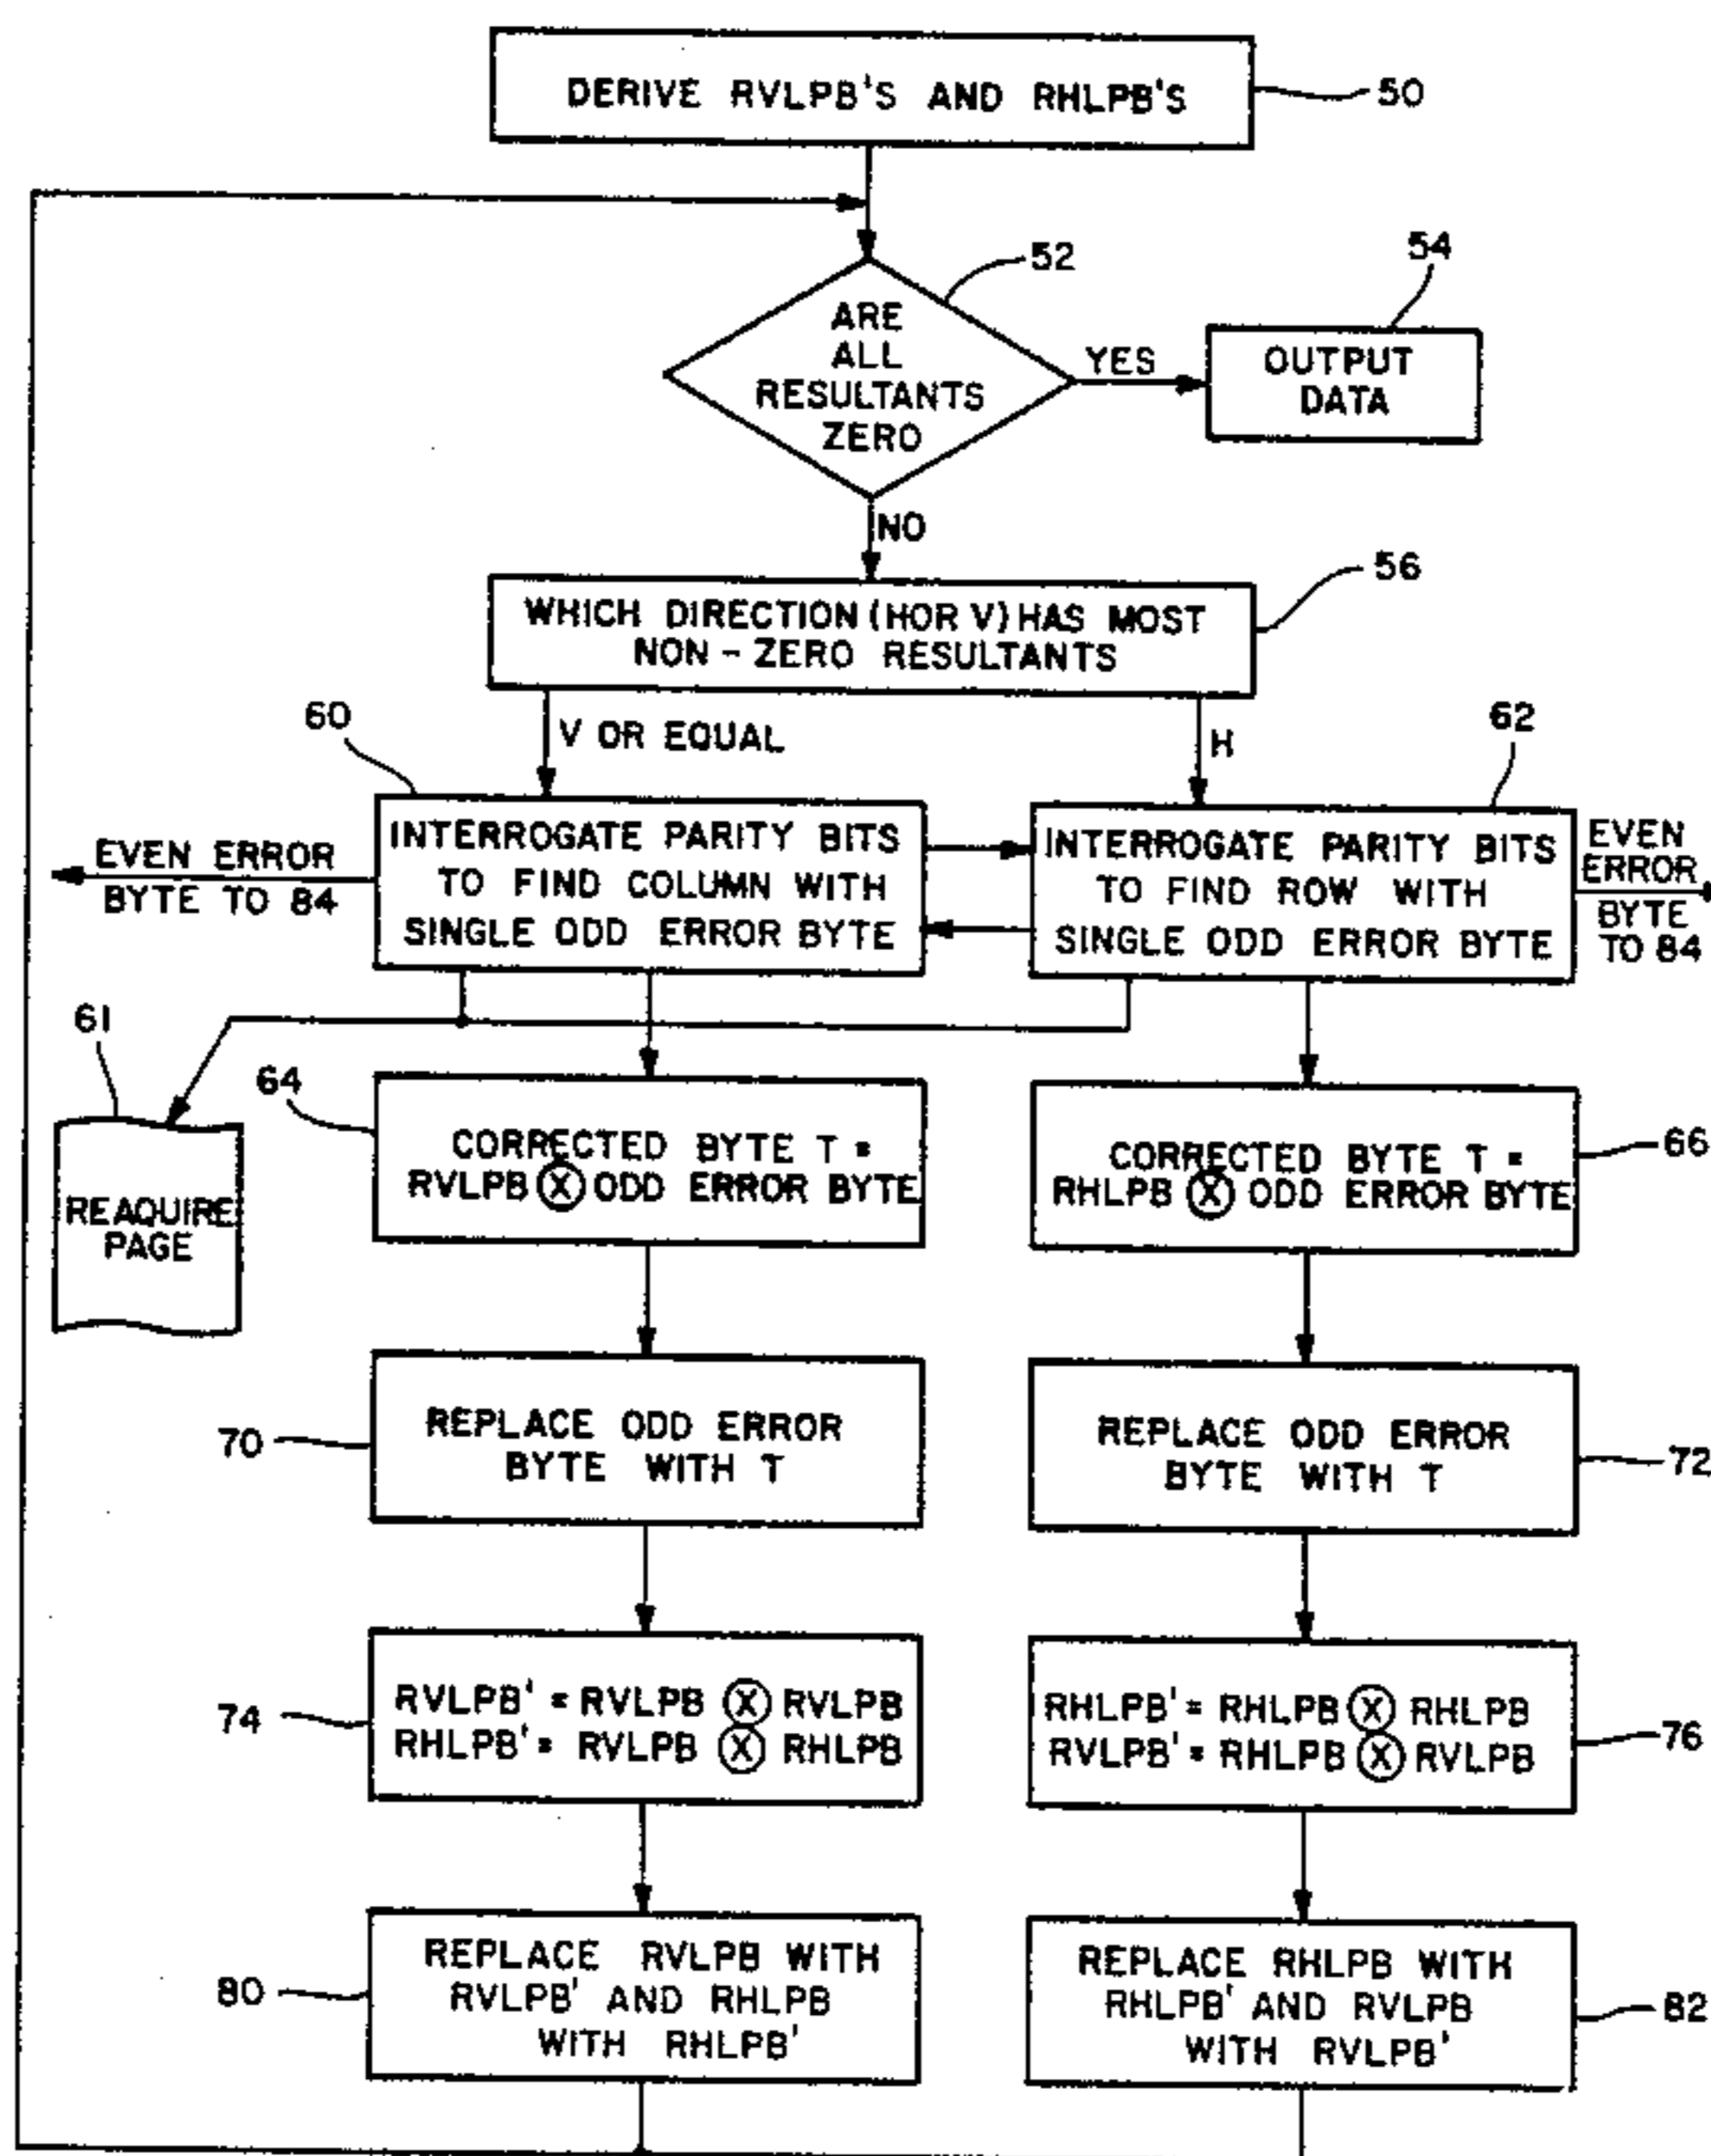 DERIVE RVLPB'S AND RHLPB'S
50
52
54
ARE
ALL
RESULTANTS
ZERO
YES
OUTPUT
DATA
NO
56
WHICH DIRECTION (HOR V) HAS MOST
NON-ZERO RESULTANTS
60
V OR EQUAL
H
62
EVEN ERROR
BYTE TO 84
INTERROGATE PARITY BITS
TO FIND COLUMN WITH
SINGLE ODD ERROR BYTE
INTERROGATE PARITY BITS
TO FIND ROW WITH
SINGLE ODD ERROR BYTE
EVEN
ERROR
BYTE
TO 84
61
REAQUIRE
PAGE
64
CORRECTED BYTE T =
RVLPB Ⓧ ODD ERROR BYTE
CORRECTED BYTE T =
RHLPB Ⓧ ODD ERROR BYTE
66
70
REPLACE ODD ERROR
BYTE WITH T
REPLACE ODD ERROR
BYTE WITH T
72
74
RVLPB' = RVLPB Ⓧ RVLPB
RHLPB' = RVLPB Ⓧ RHLPB
RHLPB' = RHLPB Ⓧ RHLPB
RVLPB' = RHLPB Ⓧ RVLPB
76
80
REPLACE RVLPB WITH
RVLPB' AND RHLPB
WITH RHLPB'
REPLACE RHLPB WITH
RHLPB' AND RVLPB
WITH RVLPB'
82